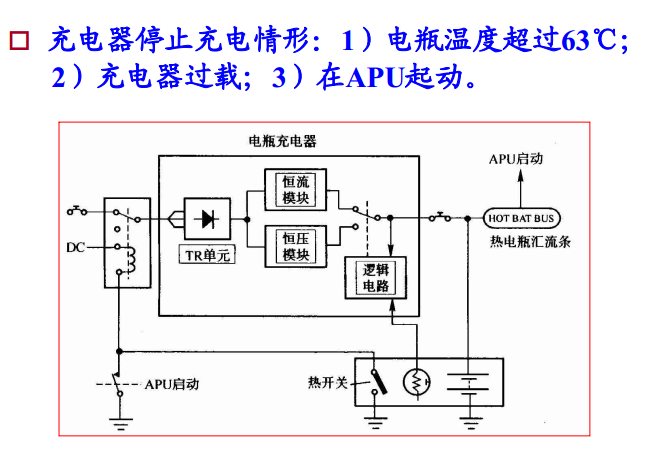 充电器停止充电情形：1）电瓶温度超过63℃；
2）充电器过载；3）在APU起动。
电瓶充电器
APU启动
恒流
模块
HOT BAT BUS
热电瓶汇流条
DC
TR单元
恒压
模块
逻辑
电路
APU启动
热开关